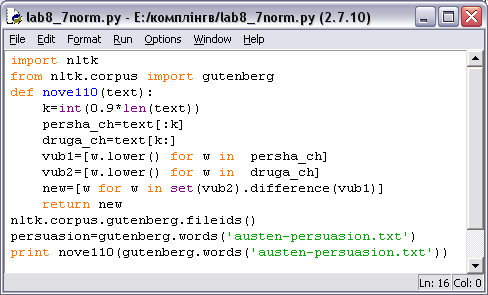 lab8_7norm.py - E:/комплінгв/lab8_7norm.py (2.7.10)
File Edit Format Run Options Window Help
import nltk
from nltk.corpus import gutenberg
def nove110(text):
    k=int(0.9*len(text))
    persha_ch=text[:k]
    druga_ch=text[k:]
    vub1=[w.lower() for w in  persha_ch]
    vub2=[w.lower() for w in  druga_ch]
    new=[w for w in set(vub2).difference(vub1)]
    return new
nltk.corpus.gutenberg.fileids()
persuasion=gutenberg.words('austen-persuasion.txt')
print nove110(gutenberg.words('austen-persuasion.txt'))
Ln: 16 Col: 0